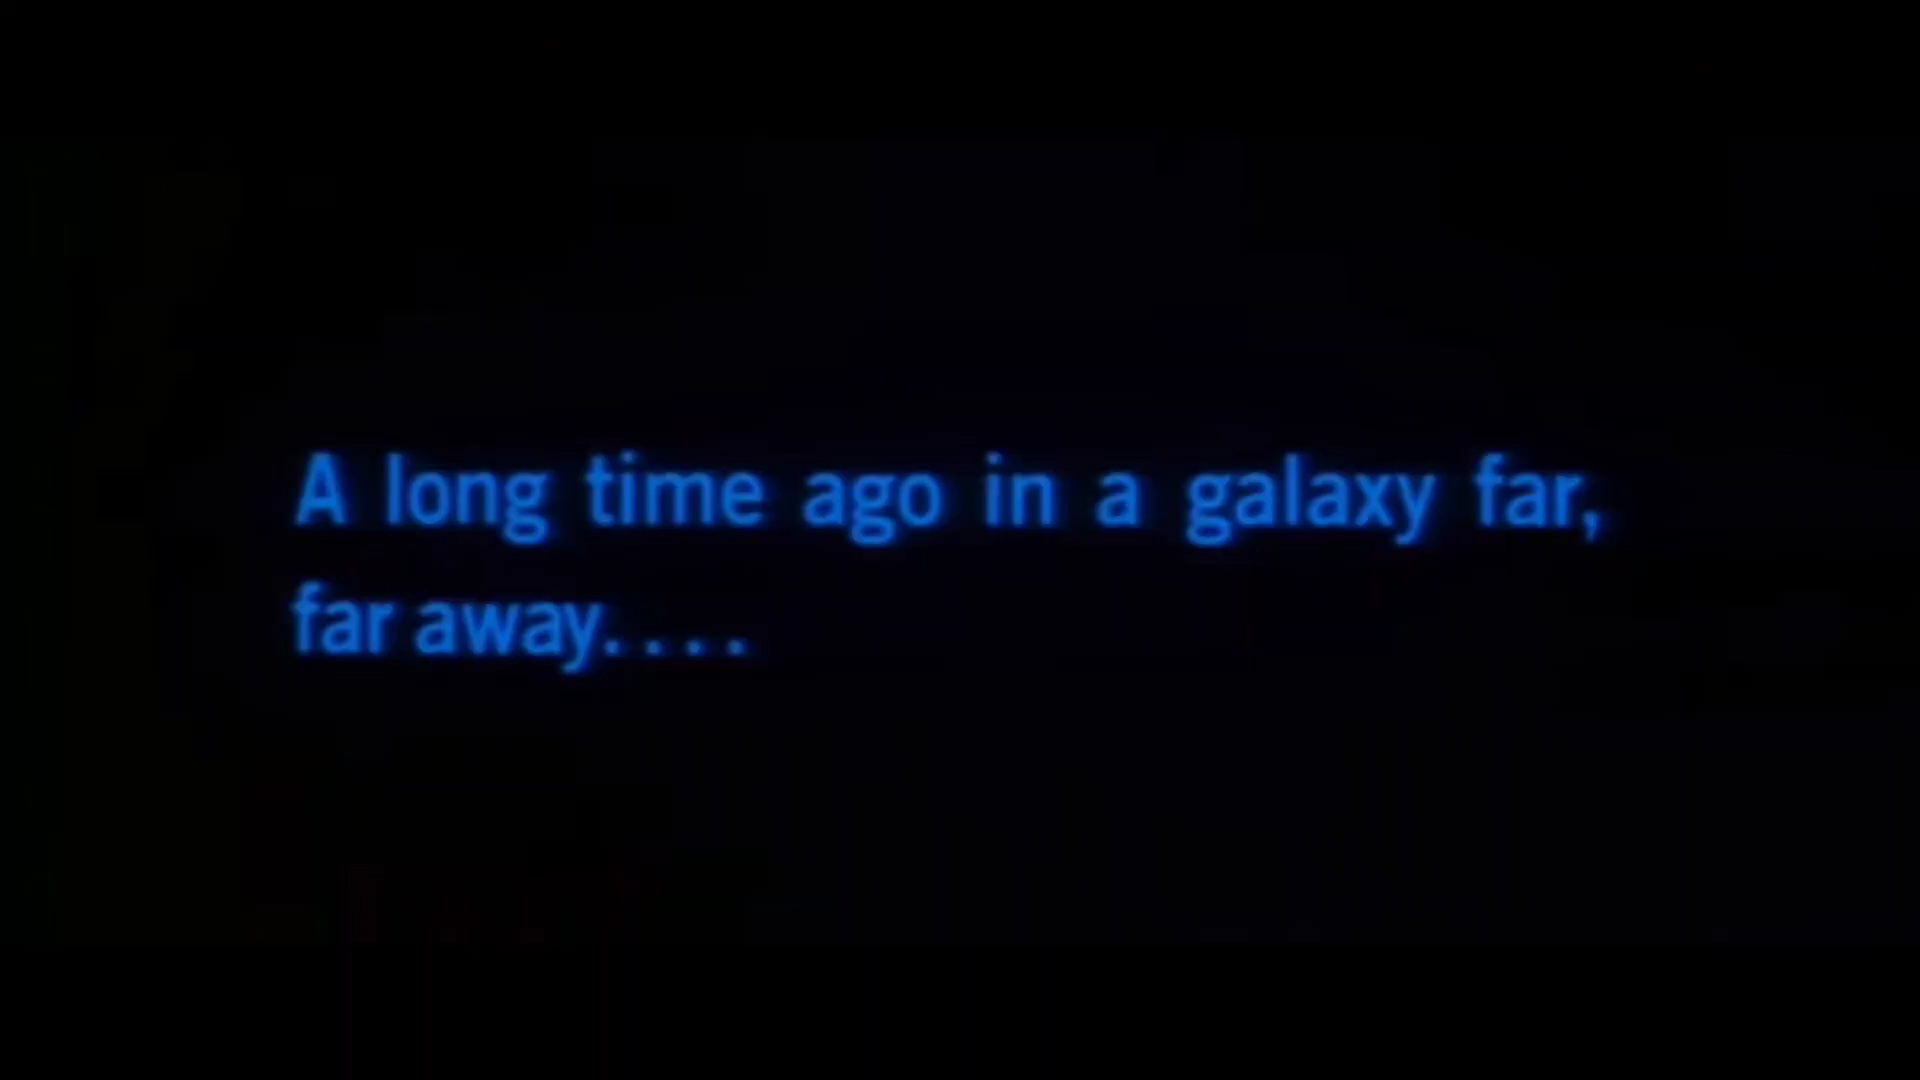 A long time ago in a galaxy far,
far away. . . .